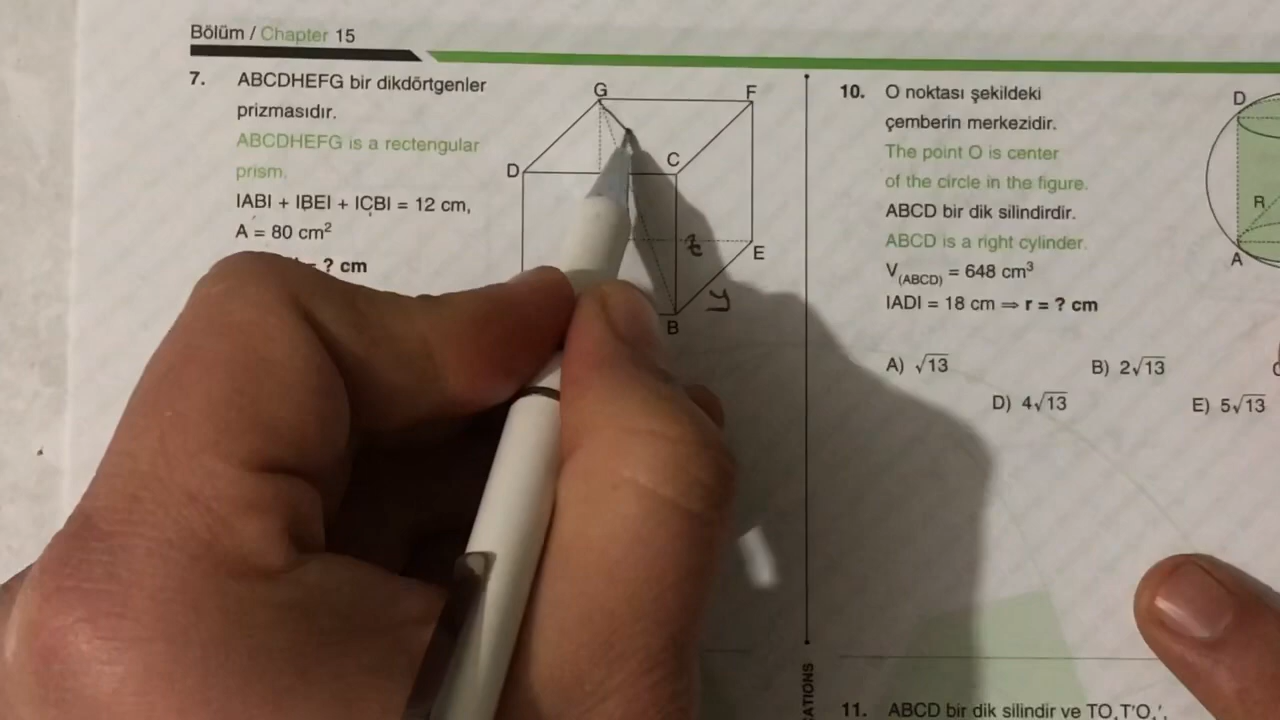 Bölüm / Chapter 15
7. ABCDHEFG bir dikdörtgenler
prizmasıdır.
ABCDHEFG is a rectengular
prism.
IABI + IBEI + ICBI = 12 cm,
A = 80 cm²
? cm
G
F
D
C
z
E
y
B
10. O noktası şekildeki
çemberin merkezidir.
The point O is center
of the circle in the figure.
ABCD bir dik silindirdir.
ABCD is a right cylinder.
V(ABCD) = 648 cm³
IADI = 18 cm ⇒ r = ? cm
D
R
A
A) √13
B) 2√13
D) 4√13
E) 5√13
11. ABCD bir dik silindir ve TO, T'O,'